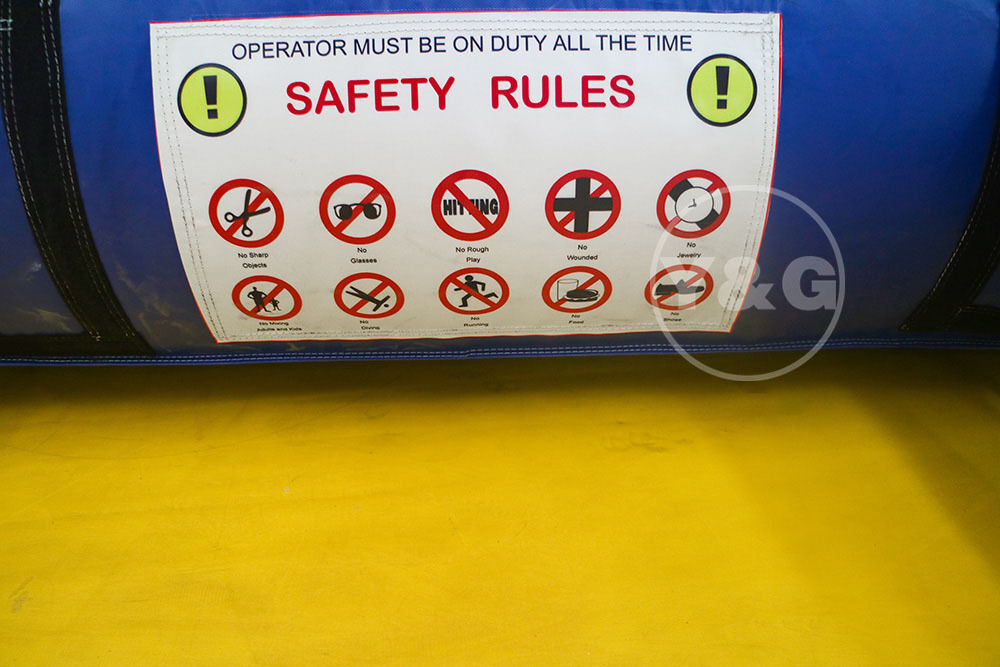 OPERATOR MUST BE ON DUTY ALL THE TIME
! SAFETY RULES !
HITTING
No Sharp
Objects
No
Glasses
No Rough
Play
No
Wounded
No
Jewelry
No Mixing
Adults and Kids
No
Diving
No
Running
No
Food
No
Shoes
Y&G